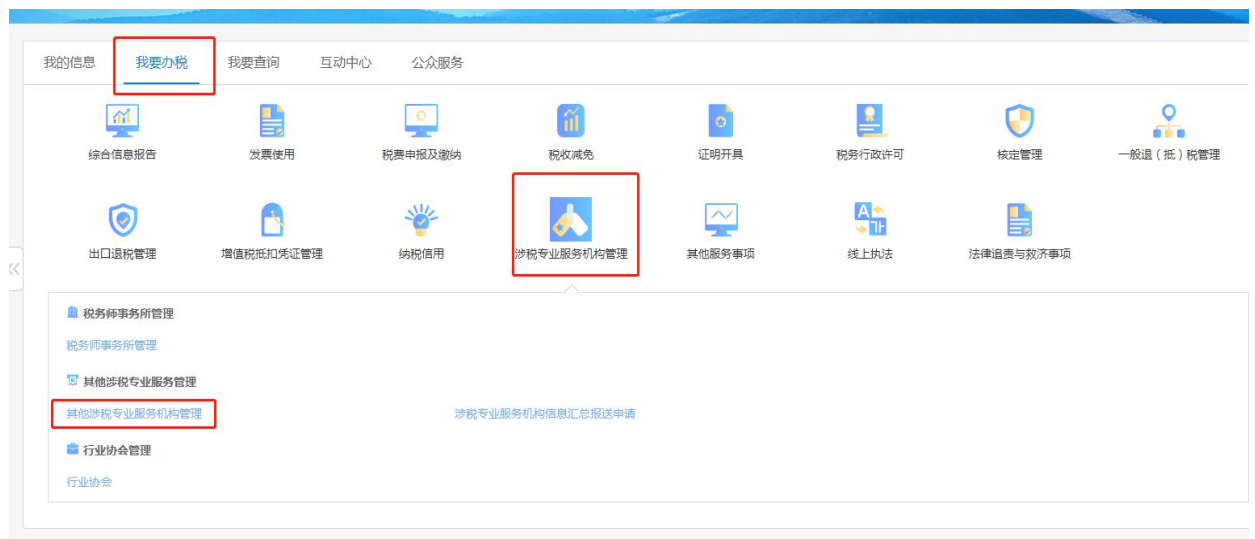 我的信息 我要办税 我要查询 互动中心 公众服务
综合信息报告 发票使用 税费申报及缴纳 税收减免 证明开具 税务行政许可 核定管理 一般退（抵）税管理
出口退税管理 增值税抵扣凭证管理 纳税信用 涉税专业服务机构管理 其他服务事项 线上执法 法律追责与救济事项
税务师事务所管理
税务师事务所管理
其他涉税专业服务管理
其他涉税专业服务机构管理 涉税专业服务机构信息汇总报送申请
行业协会管理
行业协会